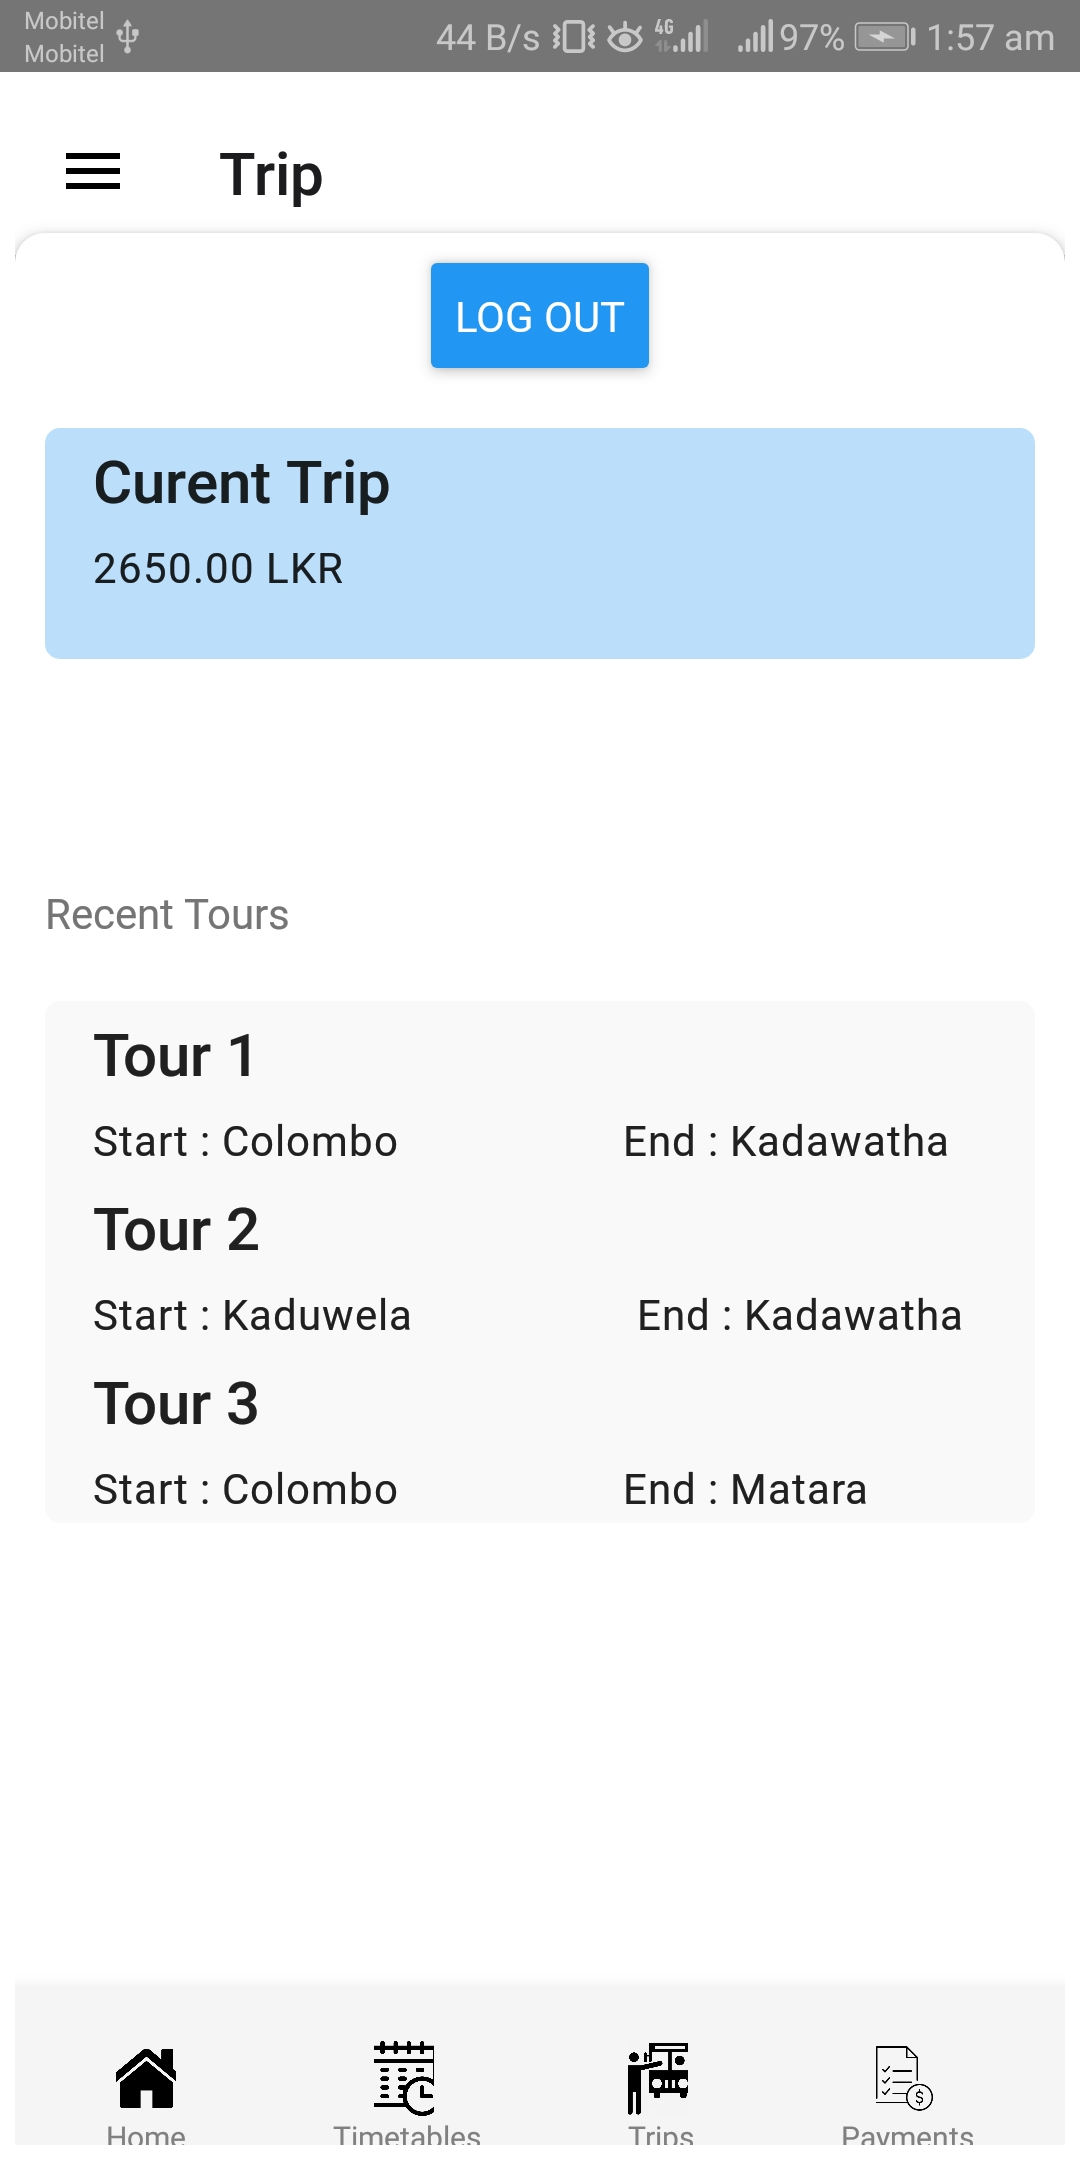 Mobitel
Mobitel
44 B/s 4G 97% 1:57 am
Trip
LOG OUT
Curent Trip
2650.00 LKR
Recent Tours
Tour 1
Start : Colombo End : Kadawatha
Tour 2
Start : Kaduwela End : Kadawatha
Tour 3
Start : Colombo End : Matara
Home Timetables Trips Payments